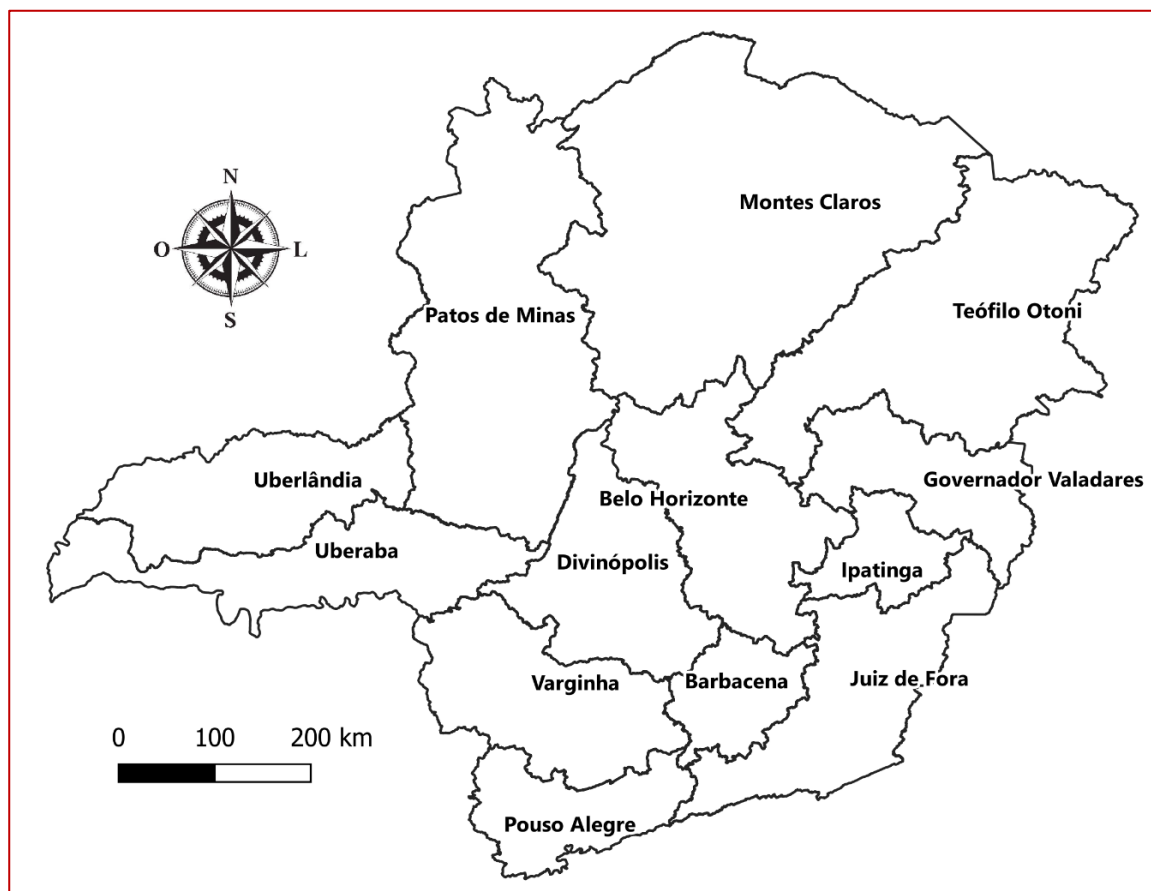 N
Montes Claros
O
L
Patos de Minas
Teófilo Otoni
S
Uberlândia
Governador Valadares
Belo Horizonte
Uberaba
Divinópolis
Ipatinga
Varginha
Barbacena
Juiz de Fora
0 100 200 km
Pouso Alegre